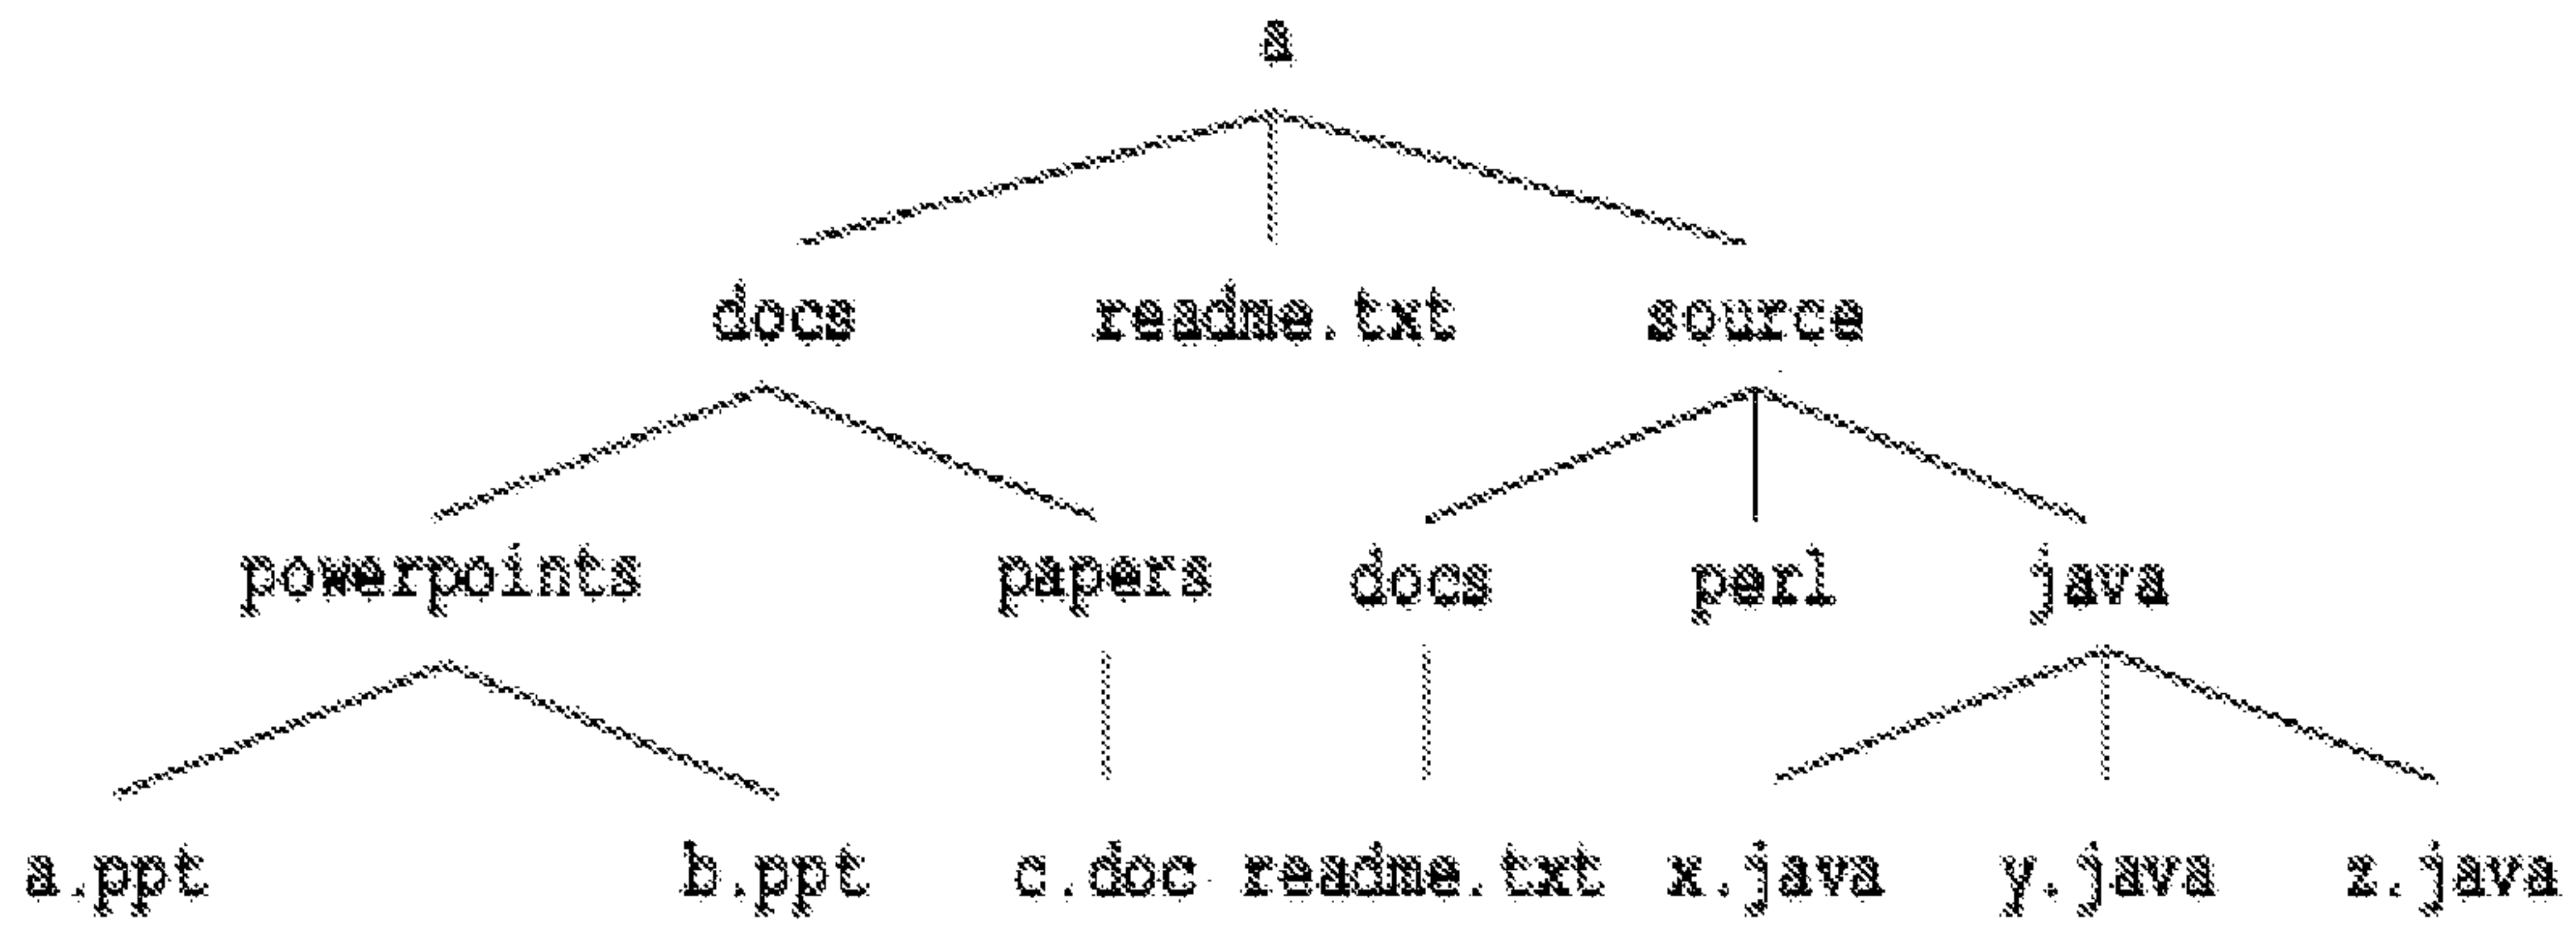 a
docs readme.txt source
powerpoints papers docs perl java
a.ppt b.ppt c.doc readme.txt x.java y.java z.java